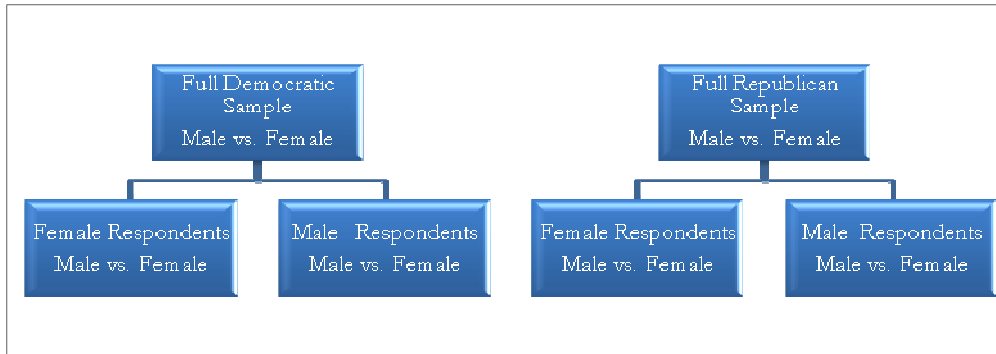 Full Democratic
Sample
Male vs. Female
Full Republican
Sample
Male vs. Female
Female Respondents
Male vs. Female
Male Respondents
Male vs. Female
Female Respondents
Male vs. Female
Male Respondents
Male vs. Female